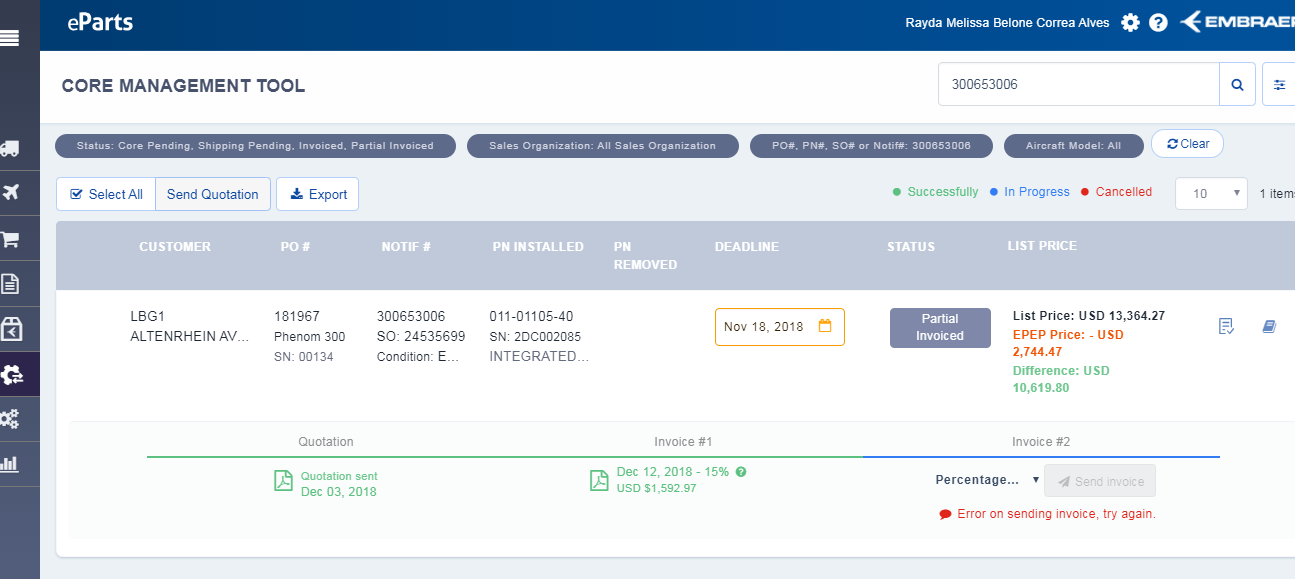 eParts
Rayda Melissa Belone Correa Alves
EMBRAER
CORE MANAGEMENT TOOL
300653006
Status: Core Pending, Shipping Pending, Invoiced, Partial Invoiced
Sales Organization: All Sales Organization
PO#, PN#, SO# or Notif#: 300653006
Aircraft Model: All
Clear
Select All
Send Quotation
Export
Successfully
In Progress
Cancelled
10
1 items
CUSTOMER
PO #
NOTIF #
PN INSTALLED
PN
REMOVED
DEADLINE
STATUS
LIST PRICE
LBG1
ALTENRHEIN AV...
181967
Phenom 300
SN: 00134
300653006
SO: 24535699
Condition: E...
011-01105-40
SN: 2DC002085
INTEGRATED...
Nov 18, 2018
Partial
Invoiced
List Price: USD 13,364.27
EPEP Price: - USD
2,744.47
Difference: USD
10,619.80
Quotation
Invoice #1
Invoice #2
Quotation sent
Dec 03, 2018
Dec 12, 2018 - 15%
USD $1,592.97
Percentage...
Send invoice
Error on sending invoice, try again.